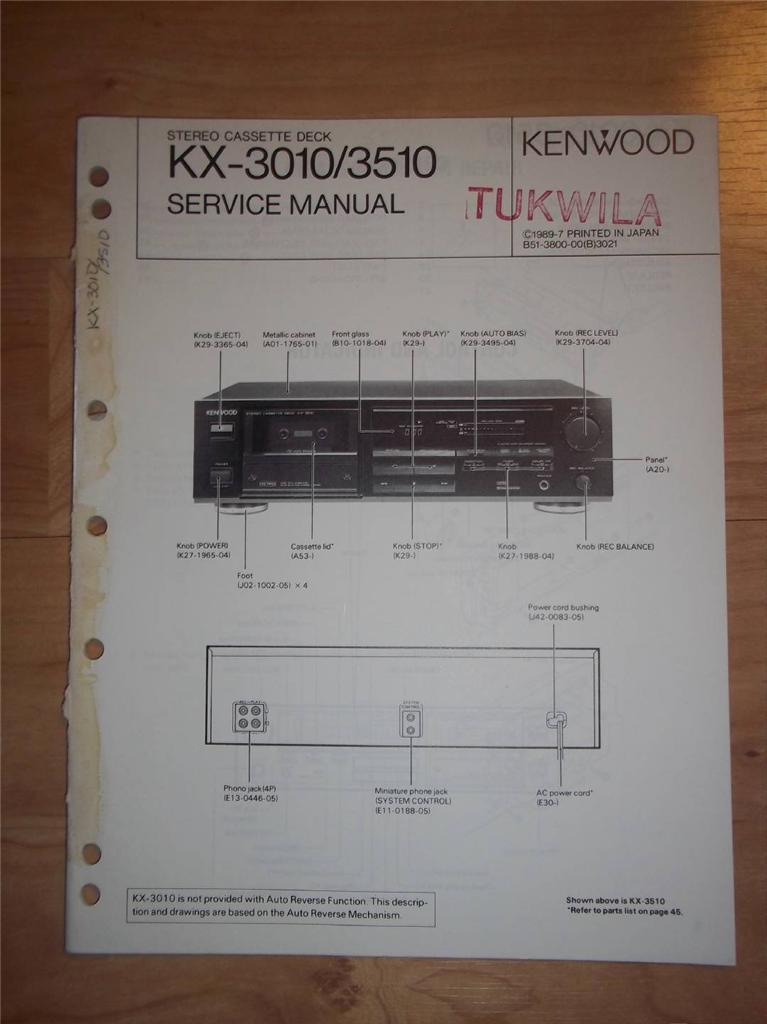 STEREO CASSETTE DECK
KX-3010/3510
SERVICE MANUAL
KENWOOD
TUKWILA
©1989-7 PRINTED IN JAPAN
B51-3800-00(B)3021
KX-3010/
3510
Knob (EJECT)
(K29-3365-04)
Metallic cabinet
(A01-1765-01)
Front glass
(B10-1018-04)
Knob (PLAY)*
(K29-)
Knob (AUTO BIAS)
(K29-3495-04)
Knob (REC LEVEL)
(K29-3704-04)
KENWOOD
Panel*
(A20-)
Knob (POWER)
(K27-1965-04)
Cassette lid*
(A53-)
Knob (STOP)*
(K29-)
Knob
(K27-1988-04)
Knob (REC BALANCE)
Foot
(J02-1002-05) × 4
Power cord bushing
(J42-0083-05)
SYSTEM
CONTROL
Phono jack(4P)
(E13-0446-05)
Miniature phone jack
(SYSTEM CONTROL)
(E11-0188-05)
AC power cord*
(E30-)
KX-3010 is not provided with Auto Reverse Function. This descrip-
tion and drawings are based on the Auto Reverse Mechanism.
Shown above is KX-3510
*Refer to parts list on page 45.